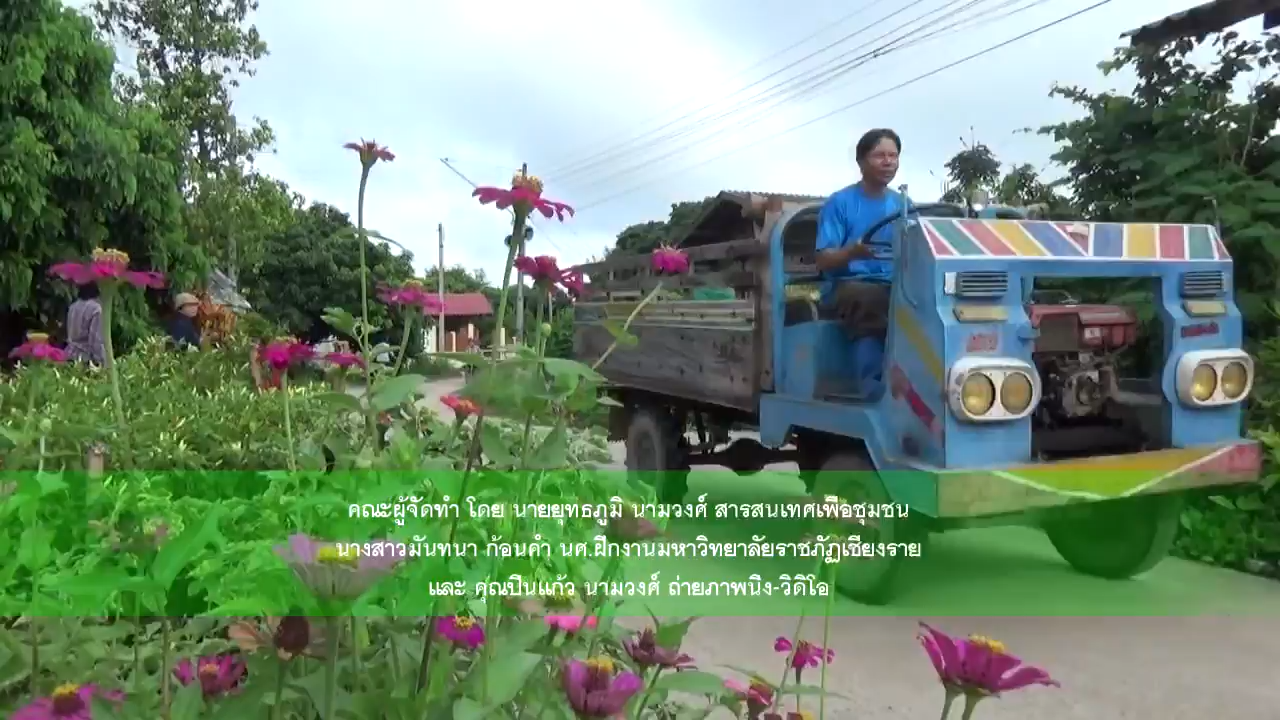 คณะผู้จัดทำ โดย นายยุทธภูมิ นามวงศ์ สารสนเทศเพื่อชุมชน
นางสาวมันทนา ก้อนคำ นศ.ฝึกงานมหาวิทยาลัยราชภัฏเชียงราย
และ คุณปิ่นแก้ว นามวงศ์ ถ่ายภาพนิ่ง-วิดิโอ